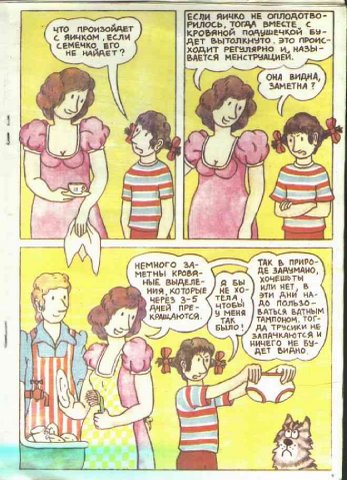 ЧТО ПРОИЗОЙДЕТ
С ЯИЧКОМ, ЕСЛИ
СЕМЕЧКО ЕГО
НЕ НАЙДЕТ?
ЕСЛИ ЯИЧКО НЕ ОПЛОДОТВО-
РИЛОСЬ, ТОГДА ВМЕСТЕ С
КРОВЯНОЙ ПОДУШЕЧКОЙ БУ-
ДЕТ ВЫТОЛКНУТО. ЭТО ПРОИС-
ХОДИТ РЕГУЛЯРНО И НАЗЫ-
ВАЕТСЯ МЕНСТРУАЦИЕЙ.
ОНА ВИДНА,
ЗАМЕТНА?
НЕМНОГО ЗА-
МЕТНЫ КРОВЯ-
НЫЕ ВЫДЕЛЕ-
НИЯ, КОТОРЫЕ
ЧЕРЕЗ 3-5
ДНЕЙ ПРЕ-
КРАЩАЮТСЯ.
Я БЫ
НЕ ХО-
ТЕЛА,
ЧТОБЫ
У МЕНЯ
ТАК
БЫЛО!
ТАК В ПРИРО-
ДЕ ЗАДУМАНО,
ХОЧЕШЬ ТЫ
ИЛИ НЕТ, В
ЭТИ ДНИ НА-
ДО ПОЛЬЗО-
ВАТЬСЯ ВАТНЫМ
ТАМПОНОМ, ТОГ-
ДА ТРУСИКИ НЕ
ЗАПАЧКАЮТСЯ И
НИЧЕГО НЕ БУ-
ДЕТ ВИДНО.